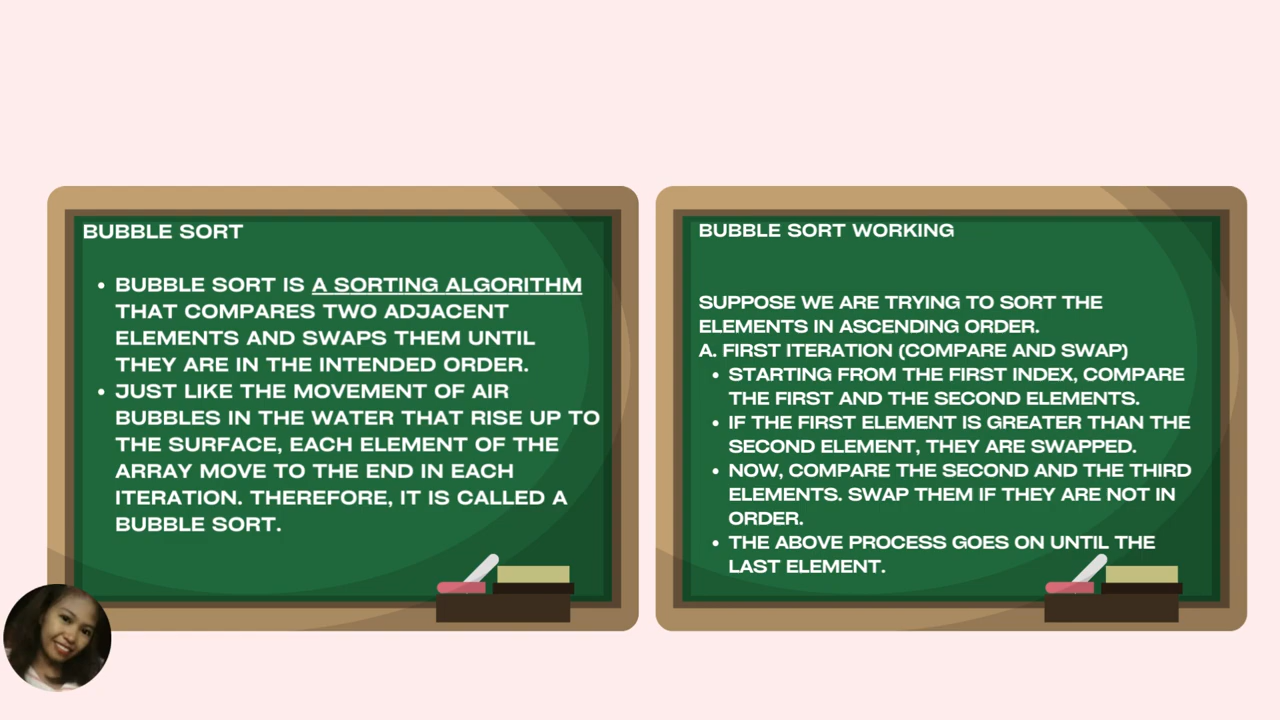 BUBBLE SORT
• BUBBLE SORT IS A SORTING ALGORITHM
THAT COMPARES TWO ADJACENT
ELEMENTS AND SWAPS THEM UNTIL
THEY ARE IN THE INTENDED ORDER.
• JUST LIKE THE MOVEMENT OF AIR
BUBBLES IN THE WATER THAT RISE UP TO
THE SURFACE, EACH ELEMENT OF THE
ARRAY MOVE TO THE END IN EACH
ITERATION. THEREFORE, IT IS CALLED A
BUBBLE SORT.
BUBBLE SORT WORKING
SUPPOSE WE ARE TRYING TO SORT THE
ELEMENTS IN ASCENDING ORDER.
A. FIRST ITERATION (COMPARE AND SWAP)
• STARTING FROM THE FIRST INDEX, COMPARE
THE FIRST AND THE SECOND ELEMENTS.
• IF THE FIRST ELEMENT IS GREATER THAN THE
SECOND ELEMENT, THEY ARE SWAPPED.
• NOW, COMPARE THE SECOND AND THE THIRD
ELEMENTS. SWAP THEM IF THEY ARE NOT IN
ORDER.
• THE ABOVE PROCESS GOES ON UNTIL THE
LAST ELEMENT.